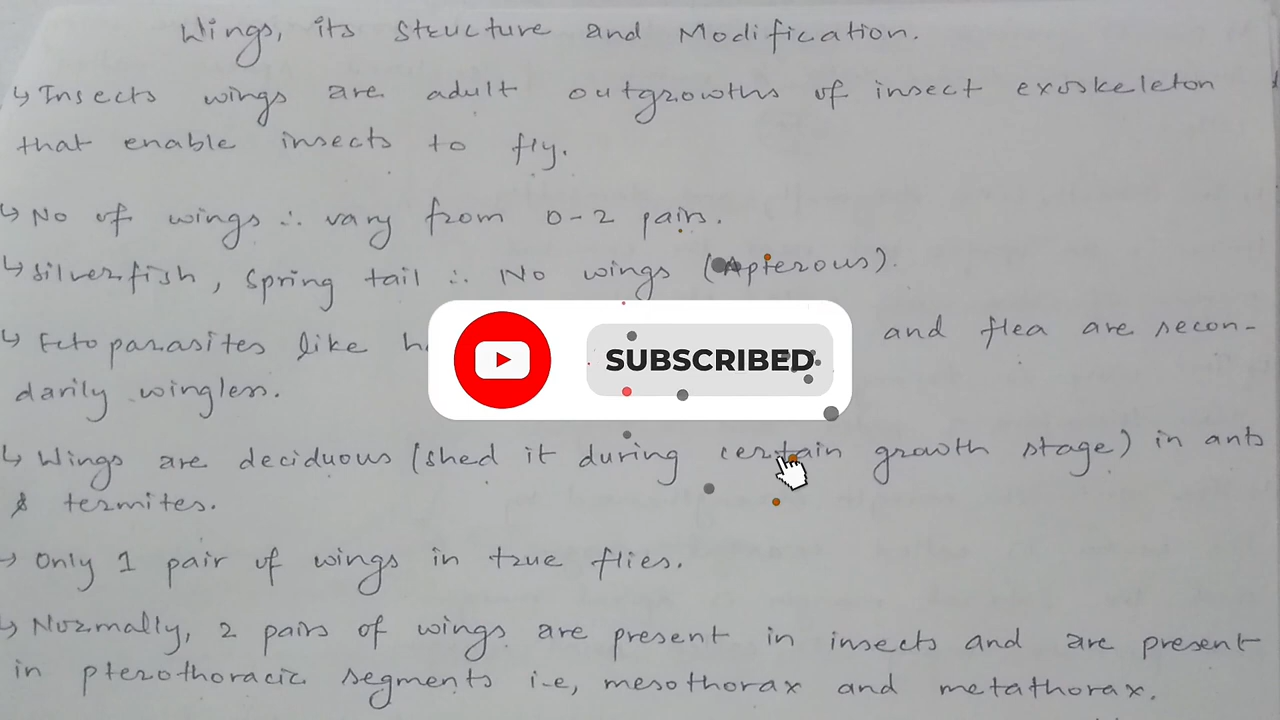 Wings, its Structure and Modification.
↳ Insects wings are adult outgrowths of insect exoskeleton
that enable insects to fly.
↳ No of wings ∴ vary from 0-2 pairs.
↳ Silverfish, Spring tail ∴ No wings (Apterous).
↳ Ectoparasites like and flea are secon-
darily wingless.
SUBSCRIBED
↳ Wings are deciduous (shed it during certain growth stage) in ants
& termites.
→ Only 1 pair of wings in true flies.
↳ Normally, 2 pairs of wings are present in insects and are present
in pterothoracic segments i.e, mesothorax and metathorax.